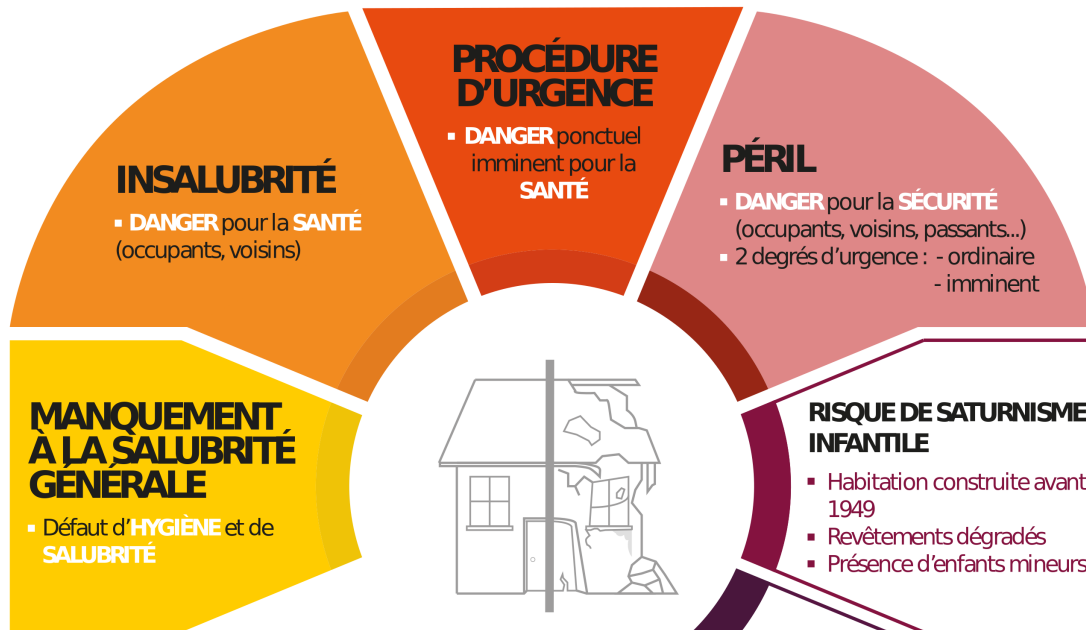 PROCÉDURE
D'URGENCE
▪ DANGER ponctuel
imminent pour la
SANTÉ
INSALUBRITÉ
▪ DANGER pour la SANTÉ
(occupants, voisins)
PÉRIL
▪ DANGER pour la SÉCURITÉ
(occupants, voisins, passants...)
▪ 2 degrés d'urgence : - ordinaire
- imminent
MANQUEMENT
À LA SALUBRITÉ
GÉNÉRALE
▪ Défaut d'HYGIÈNE et de
SALUBRITÉ
RISQUE DE SATURNISME
INFANTILE
▪ Habitation construite avant
1949
▪ Revêtements dégradés
▪ Présence d'enfants mineurs